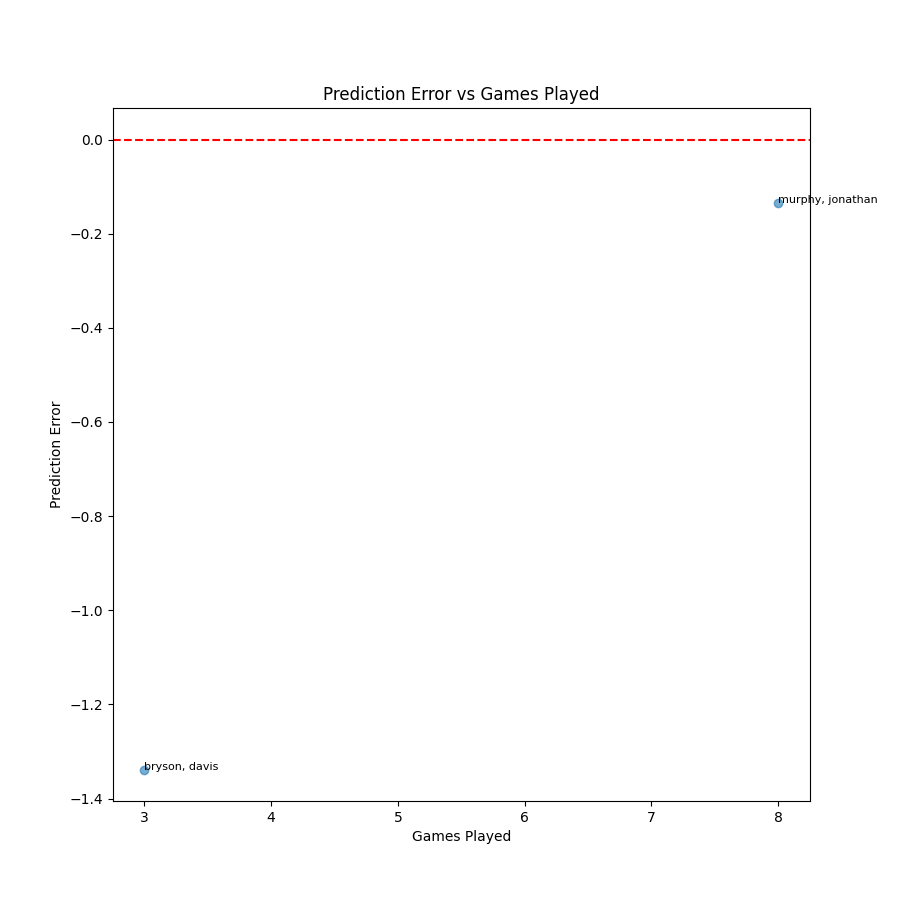 Prediction Error vs Games Played
0.0
murphy, jonathan
−0.2
−0.4
−0.6
−0.8
−1.0
−1.2
bryson, davis
−1.4
Prediction Error
3 4 5 6 7 8
Games Played